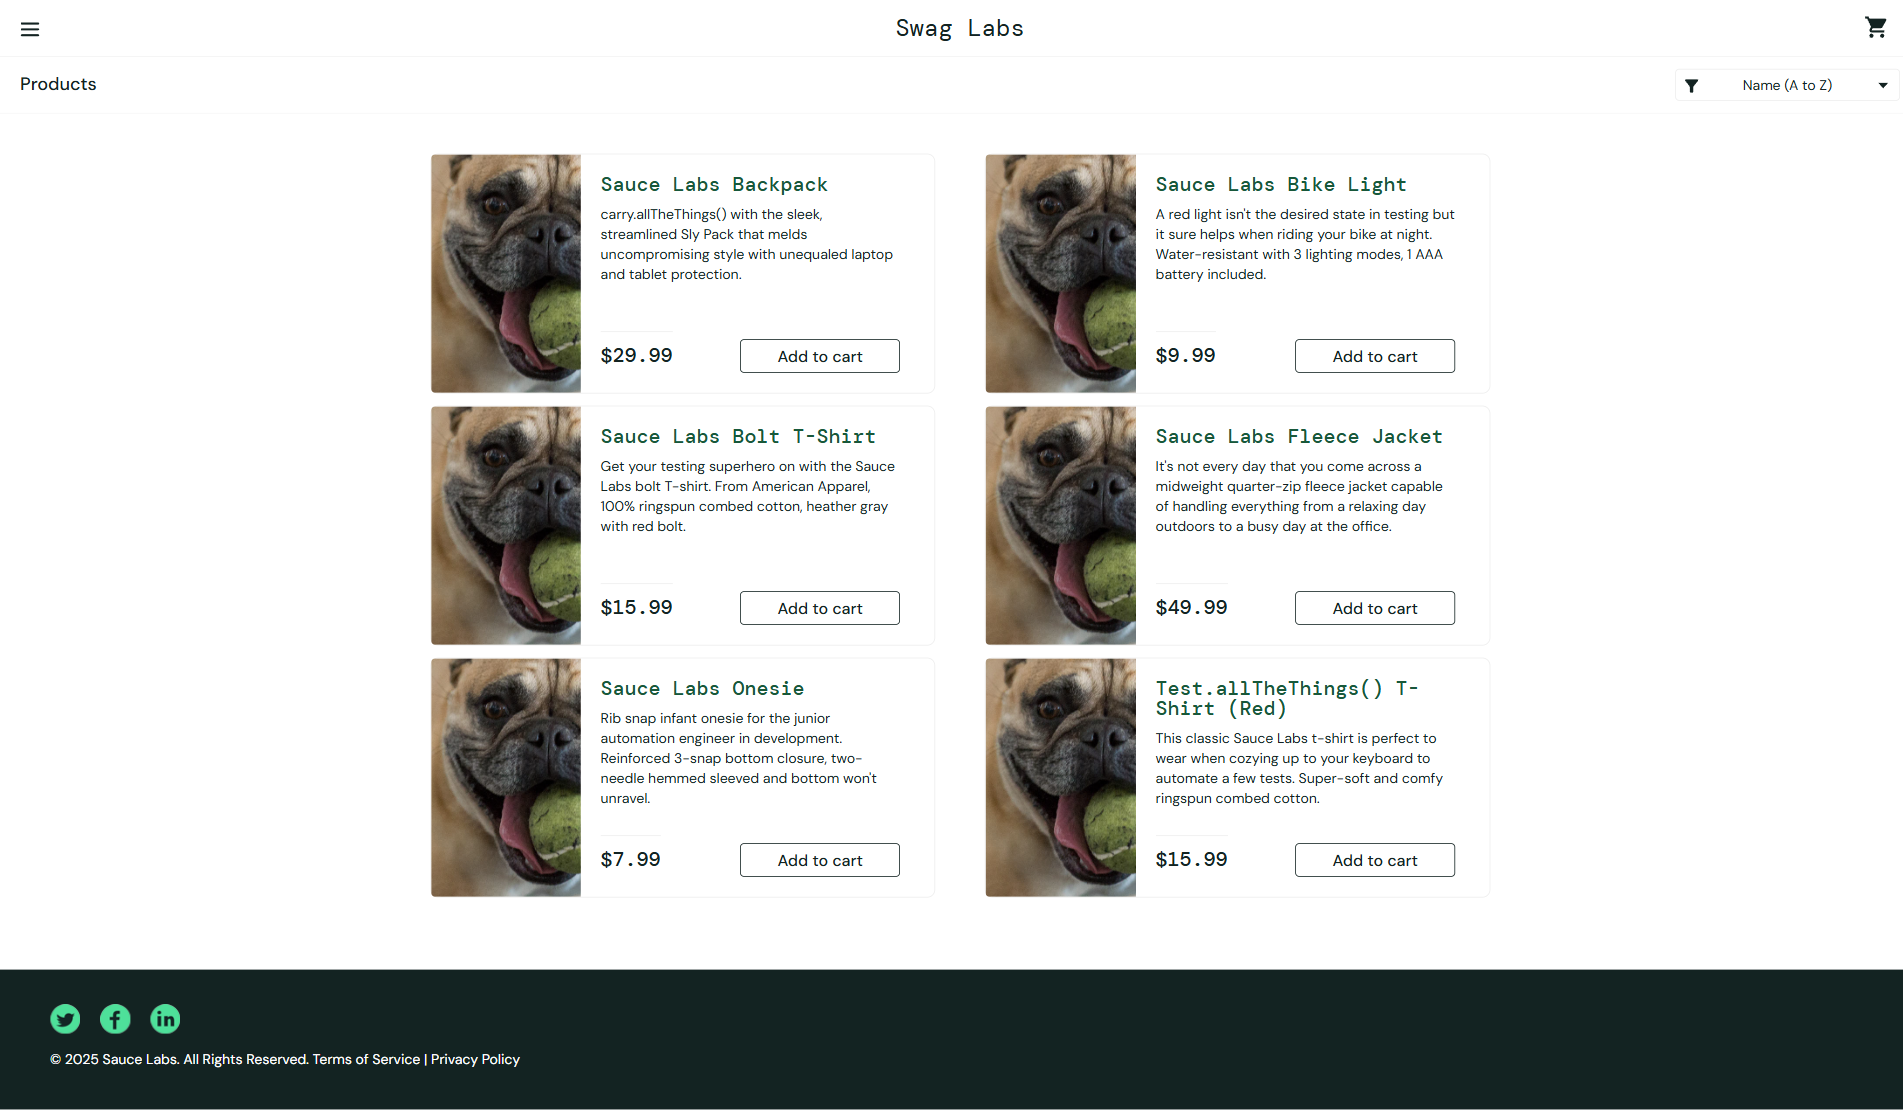 Swag Labs
Products
Name (A to Z)
Sauce Labs Backpack
carry.allTheThings() with the sleek,
streamlined Sly Pack that melds
uncompromising style with unequaled laptop
and tablet protection.
$29.99
Add to cart
Sauce Labs Bike Light
A red light isn't the desired state in testing but
it sure helps when riding your bike at night.
Water-resistant with 3 lighting modes, 1 AAA
battery included.
$9.99
Add to cart
Sauce Labs Bolt T-Shirt
Get your testing superhero on with the Sauce
Labs bolt T-shirt. From American Apparel,
100% ringspun combed cotton, heather gray
with red bolt.
$15.99
Add to cart
Sauce Labs Fleece Jacket
It's not every day that you come across a
midweight quarter-zip fleece jacket capable
of handling everything from a relaxing day
outdoors to a busy day at the office.
$49.99
Add to cart
Sauce Labs Onesie
Rib snap infant onesie for the junior
automation engineer in development.
Reinforced 3-snap bottom closure, two-
needle hemmed sleeved and bottom won't
unravel.
$7.99
Add to cart
Test.allTheThings() T-
Shirt (Red)
This classic Sauce Labs t-shirt is perfect to
wear when cozying up to your keyboard to
automate a few tests. Super-soft and comfy
ringspun combed cotton.
$15.99
Add to cart
© 2025 Sauce Labs. All Rights Reserved. Terms of Service | Privacy Policy